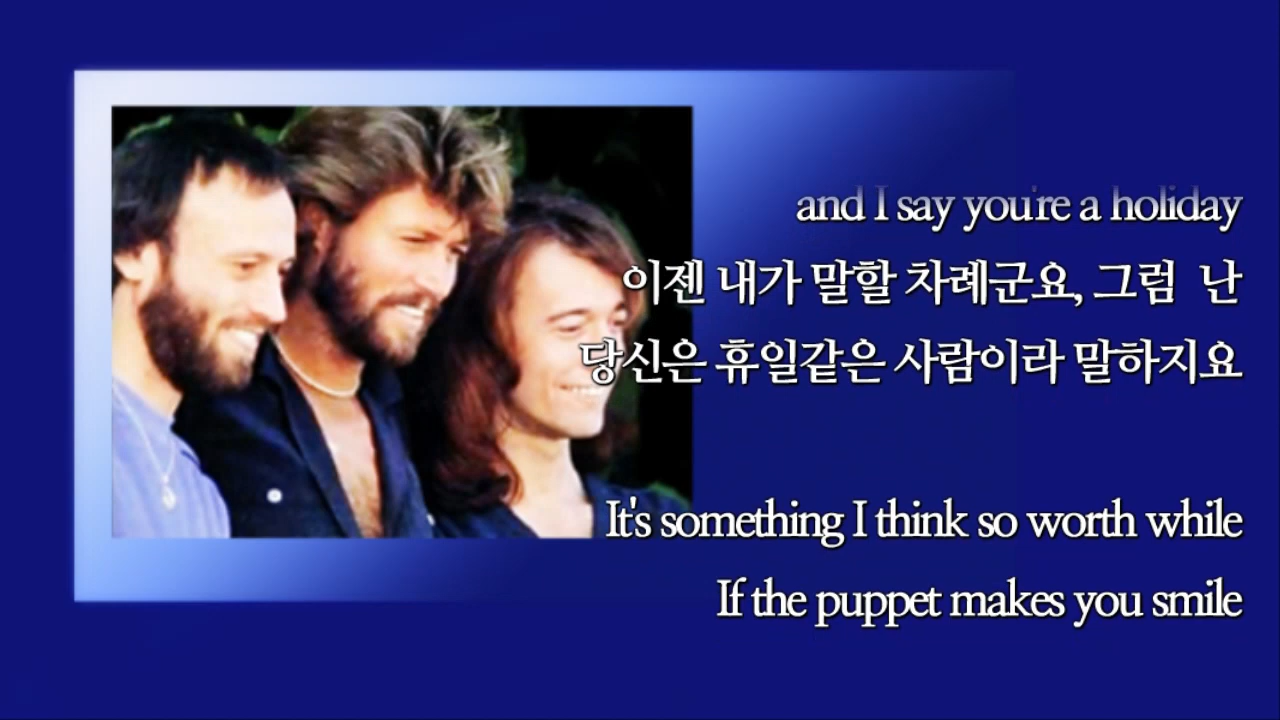 and I say you're a holiday
이젠 내가 말할 차례군요, 그럼 난
당신은 휴일같은 사람이라 말하지요
It's something I think so worth while
If the puppet makes you smile